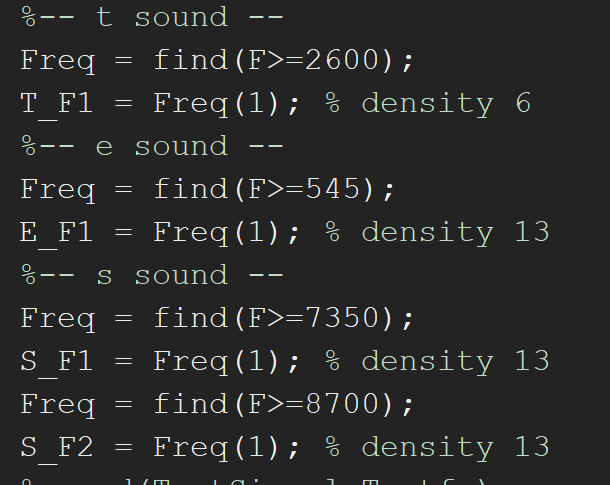 %-- t sound --
Freq = find(F>=2600);
T_F1 = Freq(1); % density 6
%-- e sound --
Freq = find(F>=545);
E_F1 = Freq(1); % density 13
%-- s sound --
Freq = find(F>=7350);
S_F1 = Freq(1); % density 13
Freq = find(F>=8700);
S_F2 = Freq(1); % density 13